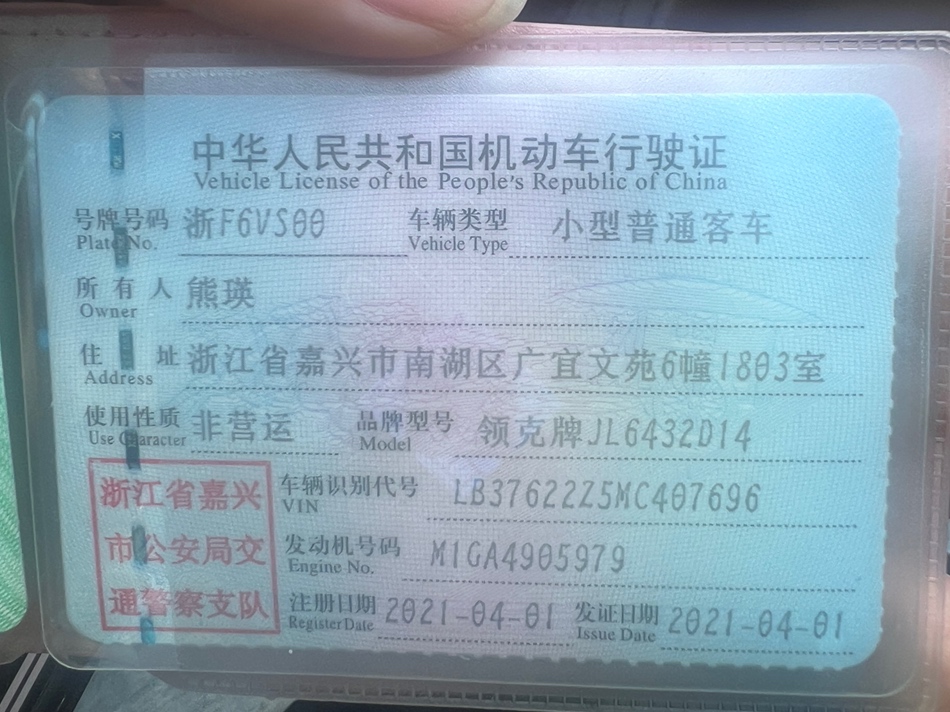 中华人民共和国机动车行驶证
Vehicle License of the People's Republic of China
号牌号码 浙F6VS00 车辆类型 小型普通客车
Plate No. Vehicle Type
所有人 熊瑛
Owner
住址 浙江省嘉兴市南湖区广宜文苑6幢1803室
Address
使用性质 非营运 品牌型号 领克牌JL6432D14
Use Character Model
浙江省嘉兴 车辆识别代号 LB37622Z5MC407696
VIN
市公安局交 发动机号码 M1GA4905979
Engine No.
通警察支队 注册日期 2021-04-01 发证日期 2021-04-01
Register Date Issue Date